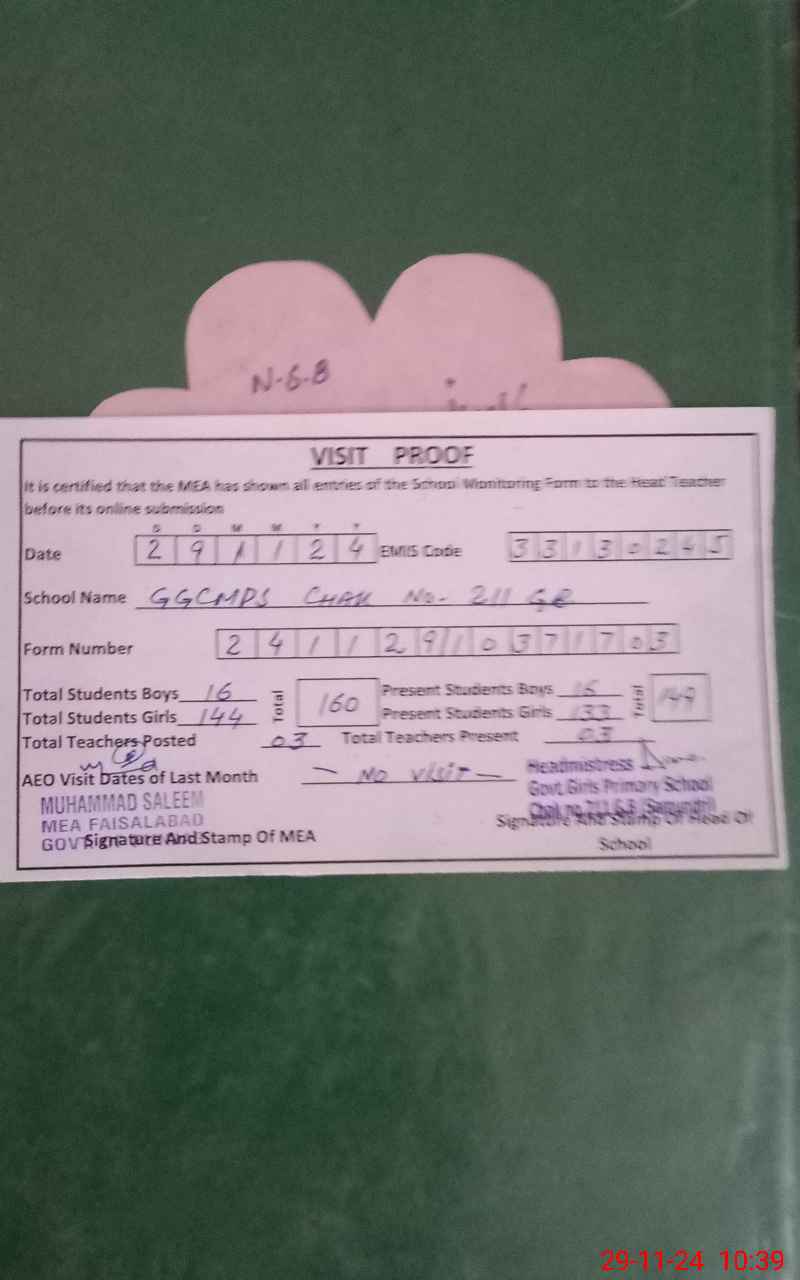 N-6-B
VISIT PROOF
It is certified that the MEA has shown all entries of the School Monitoring Form to the Head Teacher
before its online submission
D D M M Y Y
Date 2 9 1 1 2 4 EMIS Code 3 3 1 3 0 2 4 5
School Name GGCMPS CHAK NO- 211 GB
Form Number 2 4 1 1 2 9 1 0 3 7 1 7 0 3
Total Students Boys 16 Total 160 Present Students Boys 16 Total 149
Total Students Girls 144 Present Students Girls 133
Total Teachers Posted 03 Total Teachers Present 03
AEO Visit Dates of Last Month - No visit - Headmistress
MUHAMMAD SALEEM Govt. Girls Primary School
MEA FAISALABAD Chak no. 211 G.B (Samundri)
Signature And Stamp Of MEA Signature And Stamp Of Head Of
School
29-11-24 10:39